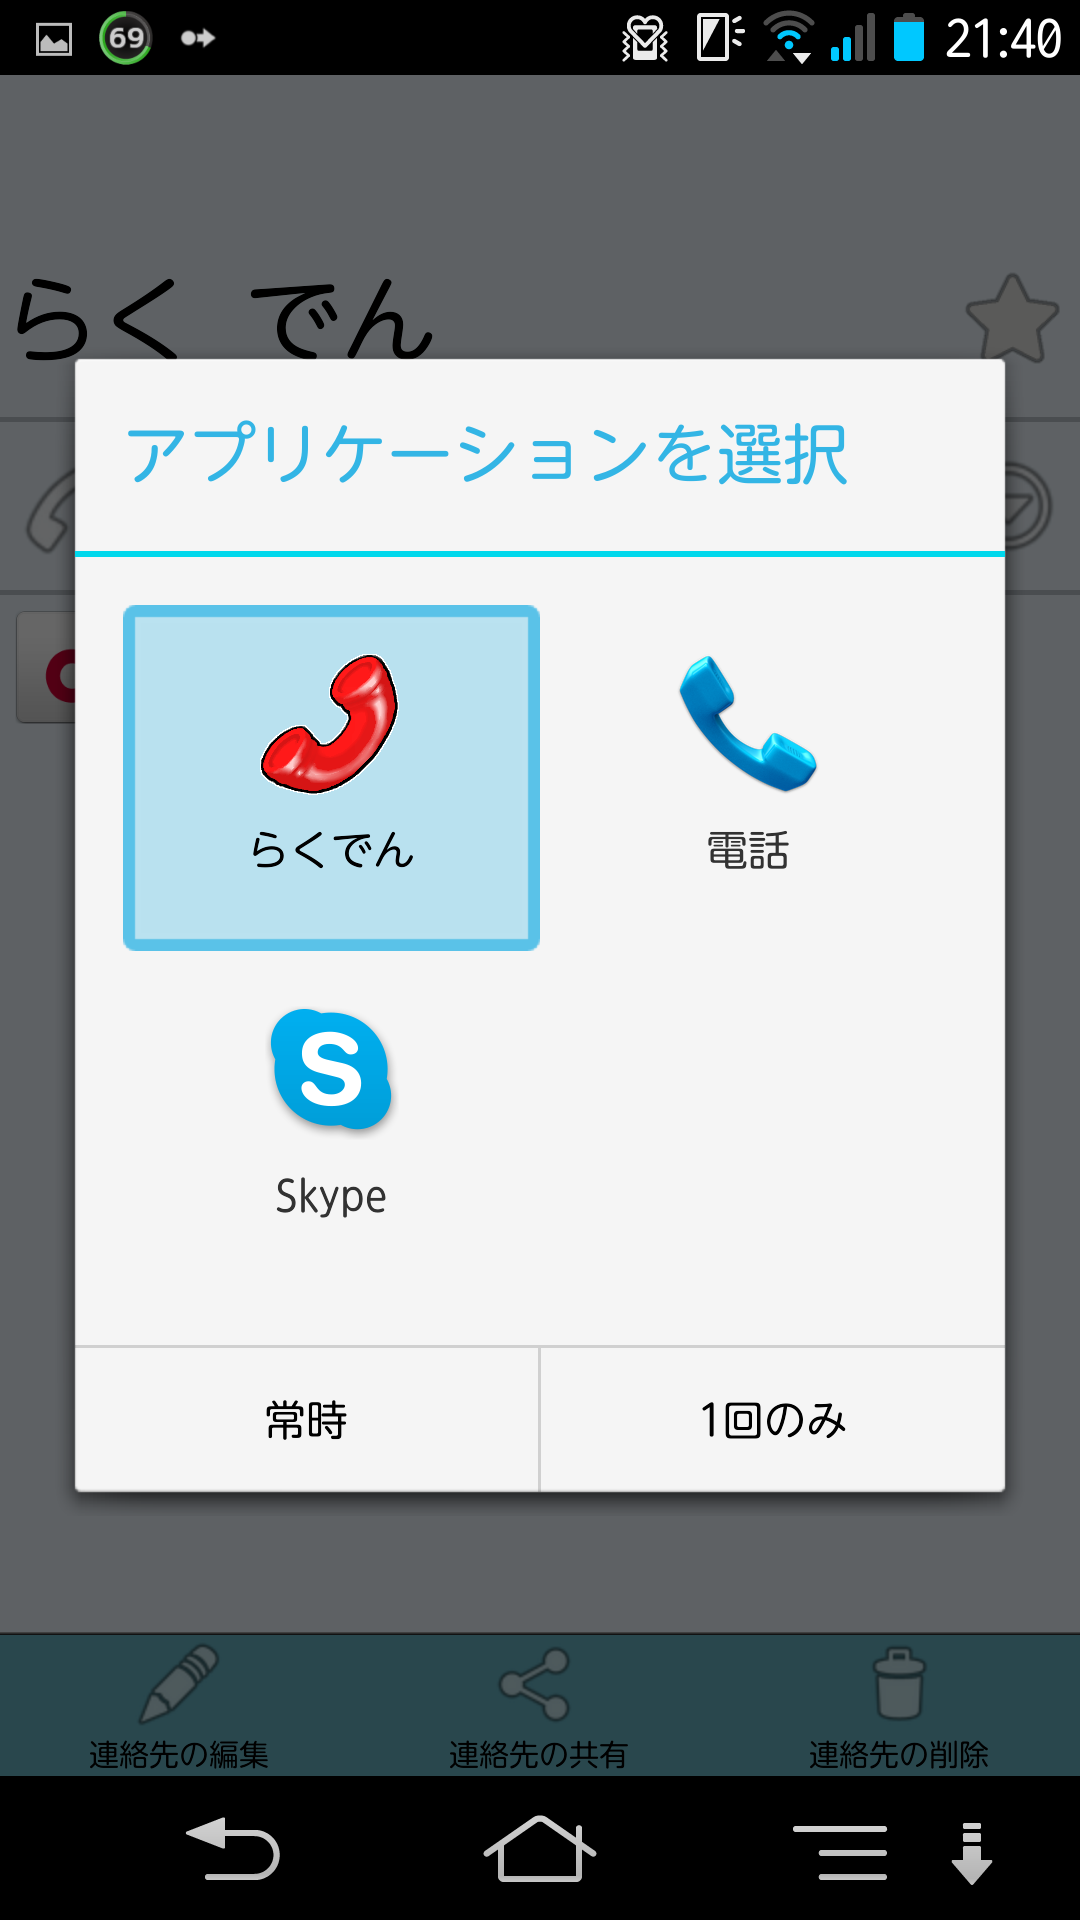 69
21:40
らく でん
アプリケーションを選択
らくでん
電話
Skype
常時
1回のみ
連絡先の編集
連絡先の共有
連絡先の削除